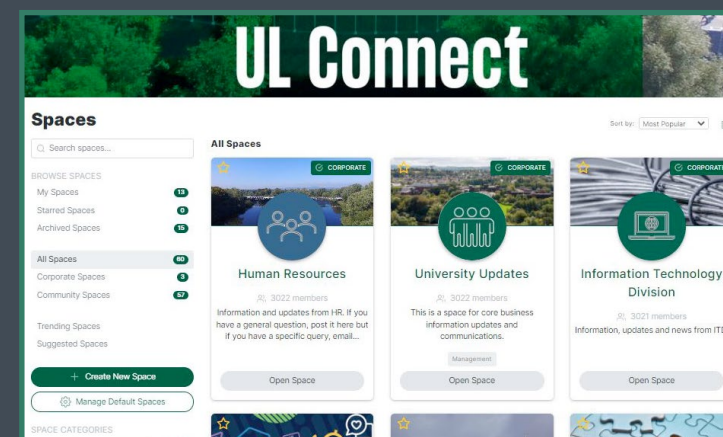 UL Connect
Spaces
Sort by: Most Popular
Search spaces...
All Spaces
BROWSE SPACES
My Spaces 13
Starred Spaces 0
Archived Spaces 15
All Spaces 60
Corporate Spaces 3
Community Spaces 57
Trending Spaces
Suggested Spaces
+ Create New Space
Manage Default Spaces
SPACE CATEGORIES
CORPORATE
Human Resources
3022 members
Information and updates from HR. If you
have a general question, post it here but
if you have a specific query, email...
Open Space
CORPORATE
University Updates
3022 members
This is a space for core business
information updates and
communications.
Management
Open Space
CORPORATE
Information Technology
Division
3021 members
Information, updates and news from ITD
Open Space